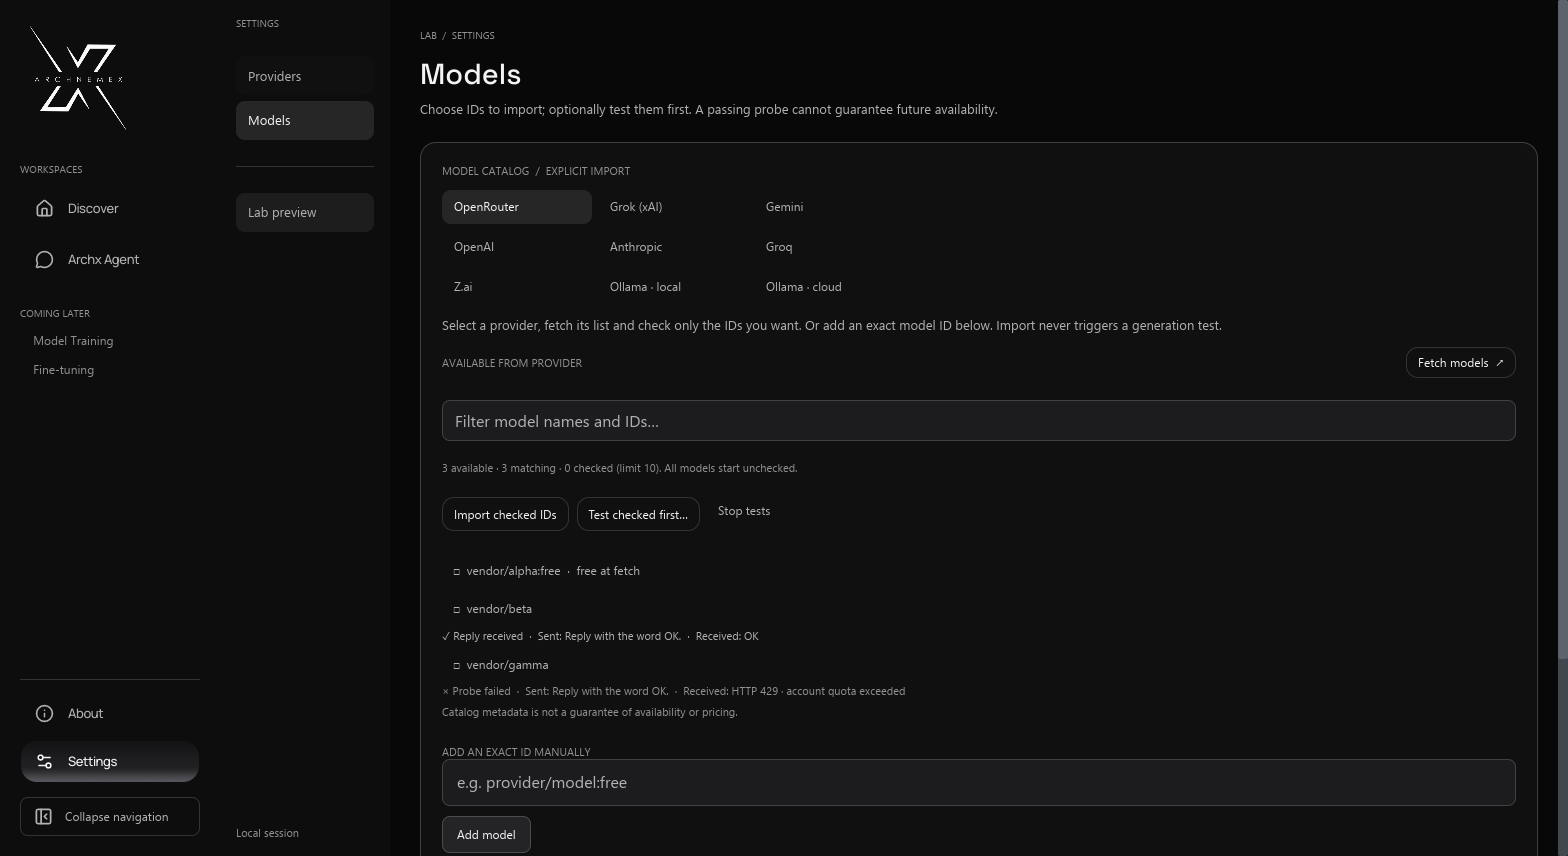 ARCHNEMEX
WORKSPACES
Discover
Archx Agent
COMING LATER
Model Training
Fine-tuning
About
Settings
Collapse navigation
SETTINGS
Providers
Models
Lab preview
Local session
LAB / SETTINGS
Models
Choose IDs to import; optionally test them first. A passing probe cannot guarantee future availability.
MODEL CATALOG / EXPLICIT IMPORT
OpenRouter Grok (xAI) Gemini
OpenAI Anthropic Groq
Z.ai Ollama · local Ollama · cloud
Select a provider, fetch its list and check only the IDs you want. Or add an exact model ID below. Import never triggers a generation test.
AVAILABLE FROM PROVIDER Fetch models ↗
Filter model names and IDs...
3 available · 3 matching · 0 checked (limit 10). All models start unchecked.
Import checked IDs Test checked first... Stop tests
□ vendor/alpha:free · free at fetch
□ vendor/beta
✓ Reply received · Sent: Reply with the word OK. · Received: OK
□ vendor/gamma
× Probe failed · Sent: Reply with the word OK. · Received: HTTP 429 · account quota exceeded
Catalog metadata is not a guarantee of availability or pricing.
ADD AN EXACT ID MANUALLY
e.g. provider/model:free
Add model